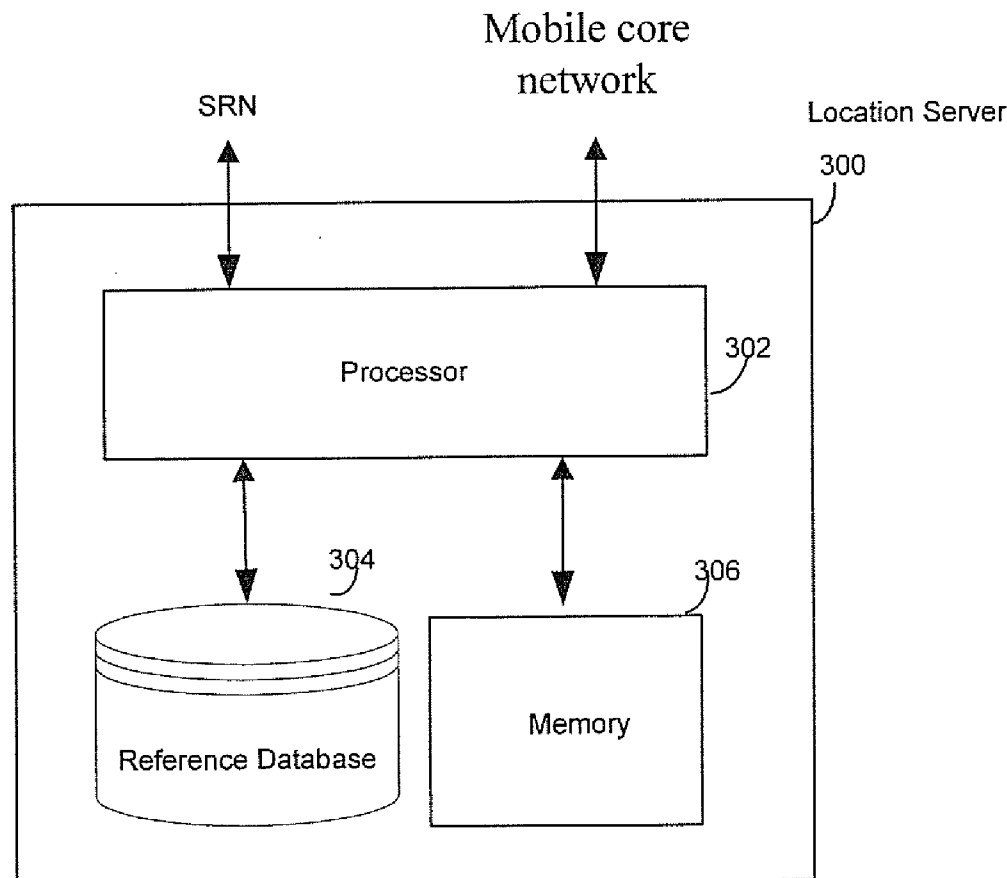 Mobile core
network
SRN
Location Server
300
302
Processor
304
306
Memory
Reference Database